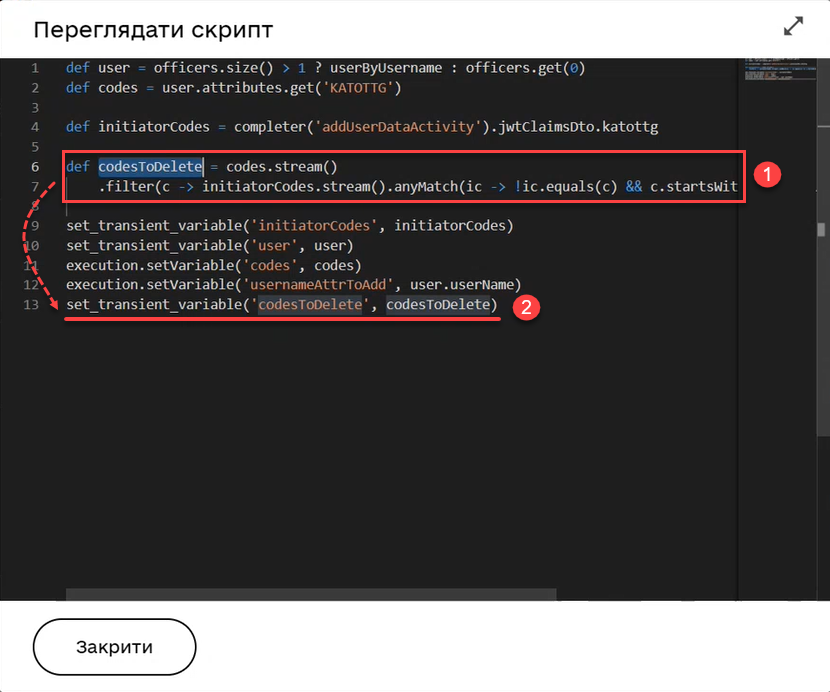 Переглядати скрипт
1 def user = officers.size() > 1 ? userByUsername : officers.get(0)
2 def codes = user.attributes.get('KATOTTG')
3
4 def initiatorCodes = completer('addUserDataActivity').jwtClaimsDto.katottg
5
6 def codesToDelete = codes.stream()
7 .filter(c -> initiatorCodes.stream().anyMatch(ic -> !ic.equals(c) && c.startsWit
1
8
9 set_transient_variable('initiatorCodes', initiatorCodes)
10 set_transient_variable('user', user)
11 execution.setVariable('codes', codes)
12 execution.setVariable('usernameAttrToAdd', user.userName)
13 set_transient_variable('codesToDelete', codesToDelete)
2
Закрити